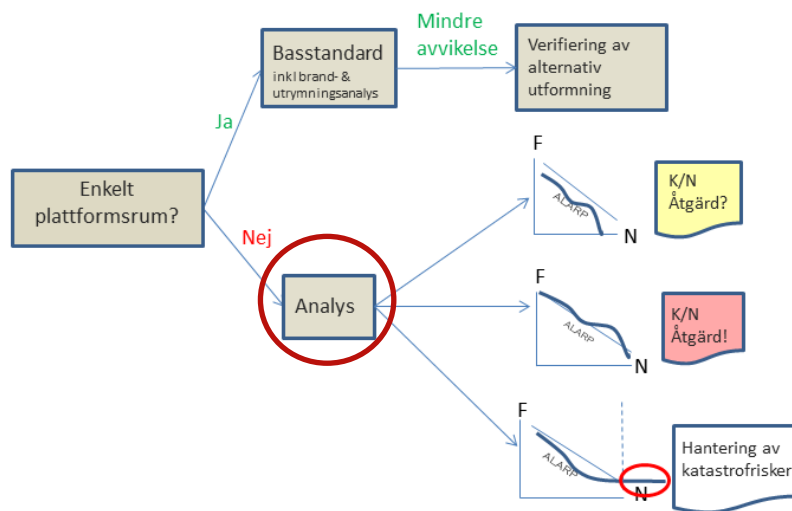 Mindre
avvikelse
Basstandard
inkl brand- &
utrymningsanalys
Verifiering av
alternativ
utformning
Ja
Enkelt
plattformsrum?
Nej
Analys
F
ALARP
N
K/N
Åtgärd?
F
ALARP
N
K/N
Åtgärd!
F
ALARP
N
Hantering av
katastrofrisker